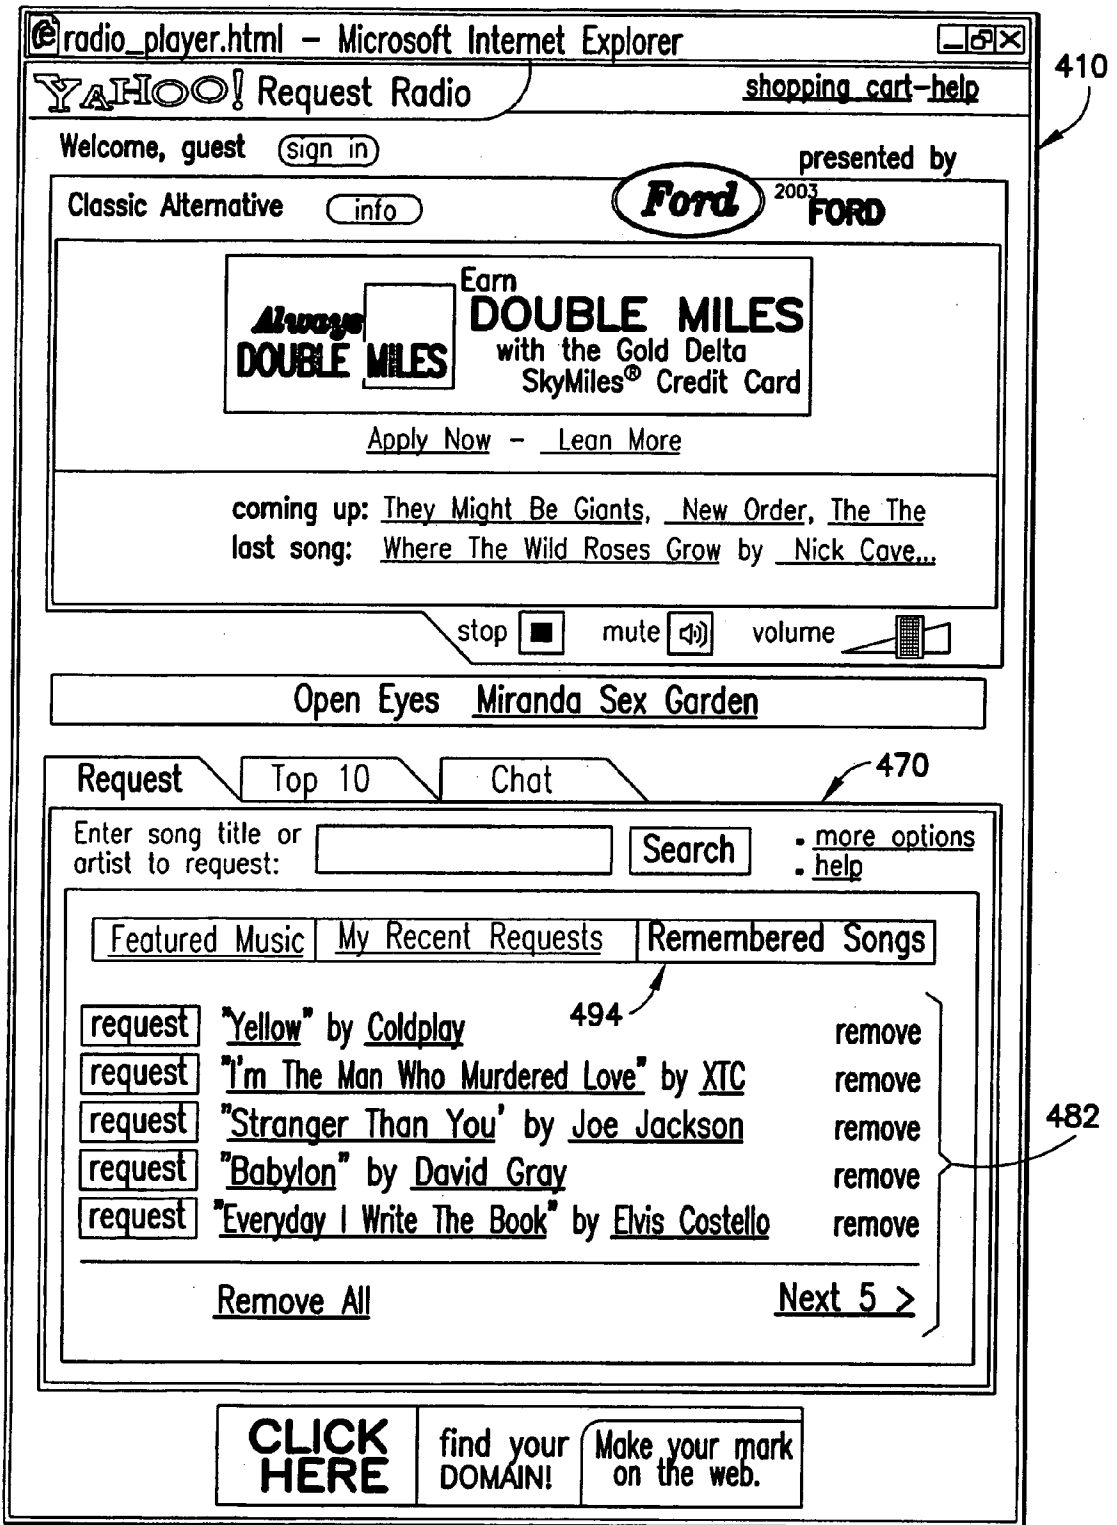 radio_player.html – Microsoft Internet Explorer
410
YAHOO! Request Radio shopping cart-help
Welcome, guest sign in
presented by
Classic Alternative info Ford 2003 FORD
Earn
Always DOUBLE MILES
DOUBLE MILES with the Gold Delta
SkyMiles® Credit Card
Apply Now – Lean More
coming up: They Might Be Giants, New Order, The The
last song: Where The Wild Roses Grow by Nick Cave...
stop mute volume
Open Eyes Miranda Sex Garden
470
Request Top 10 Chat
Enter song title or
artist to request: Search
• more options
• help
Featured Music My Recent Requests Remembered Songs
494
request "Yellow" by Coldplay remove
request "I'm The Man Who Murdered Love" by XTC remove
request "Stranger Than You' by Joe Jackson remove
482
request "Babylon" by David Gray remove
request "Everyday I Write The Book" by Elvis Costello remove
Remove All Next 5 >
CLICK
HERE
find your
DOMAIN!
Make your mark
on the web.